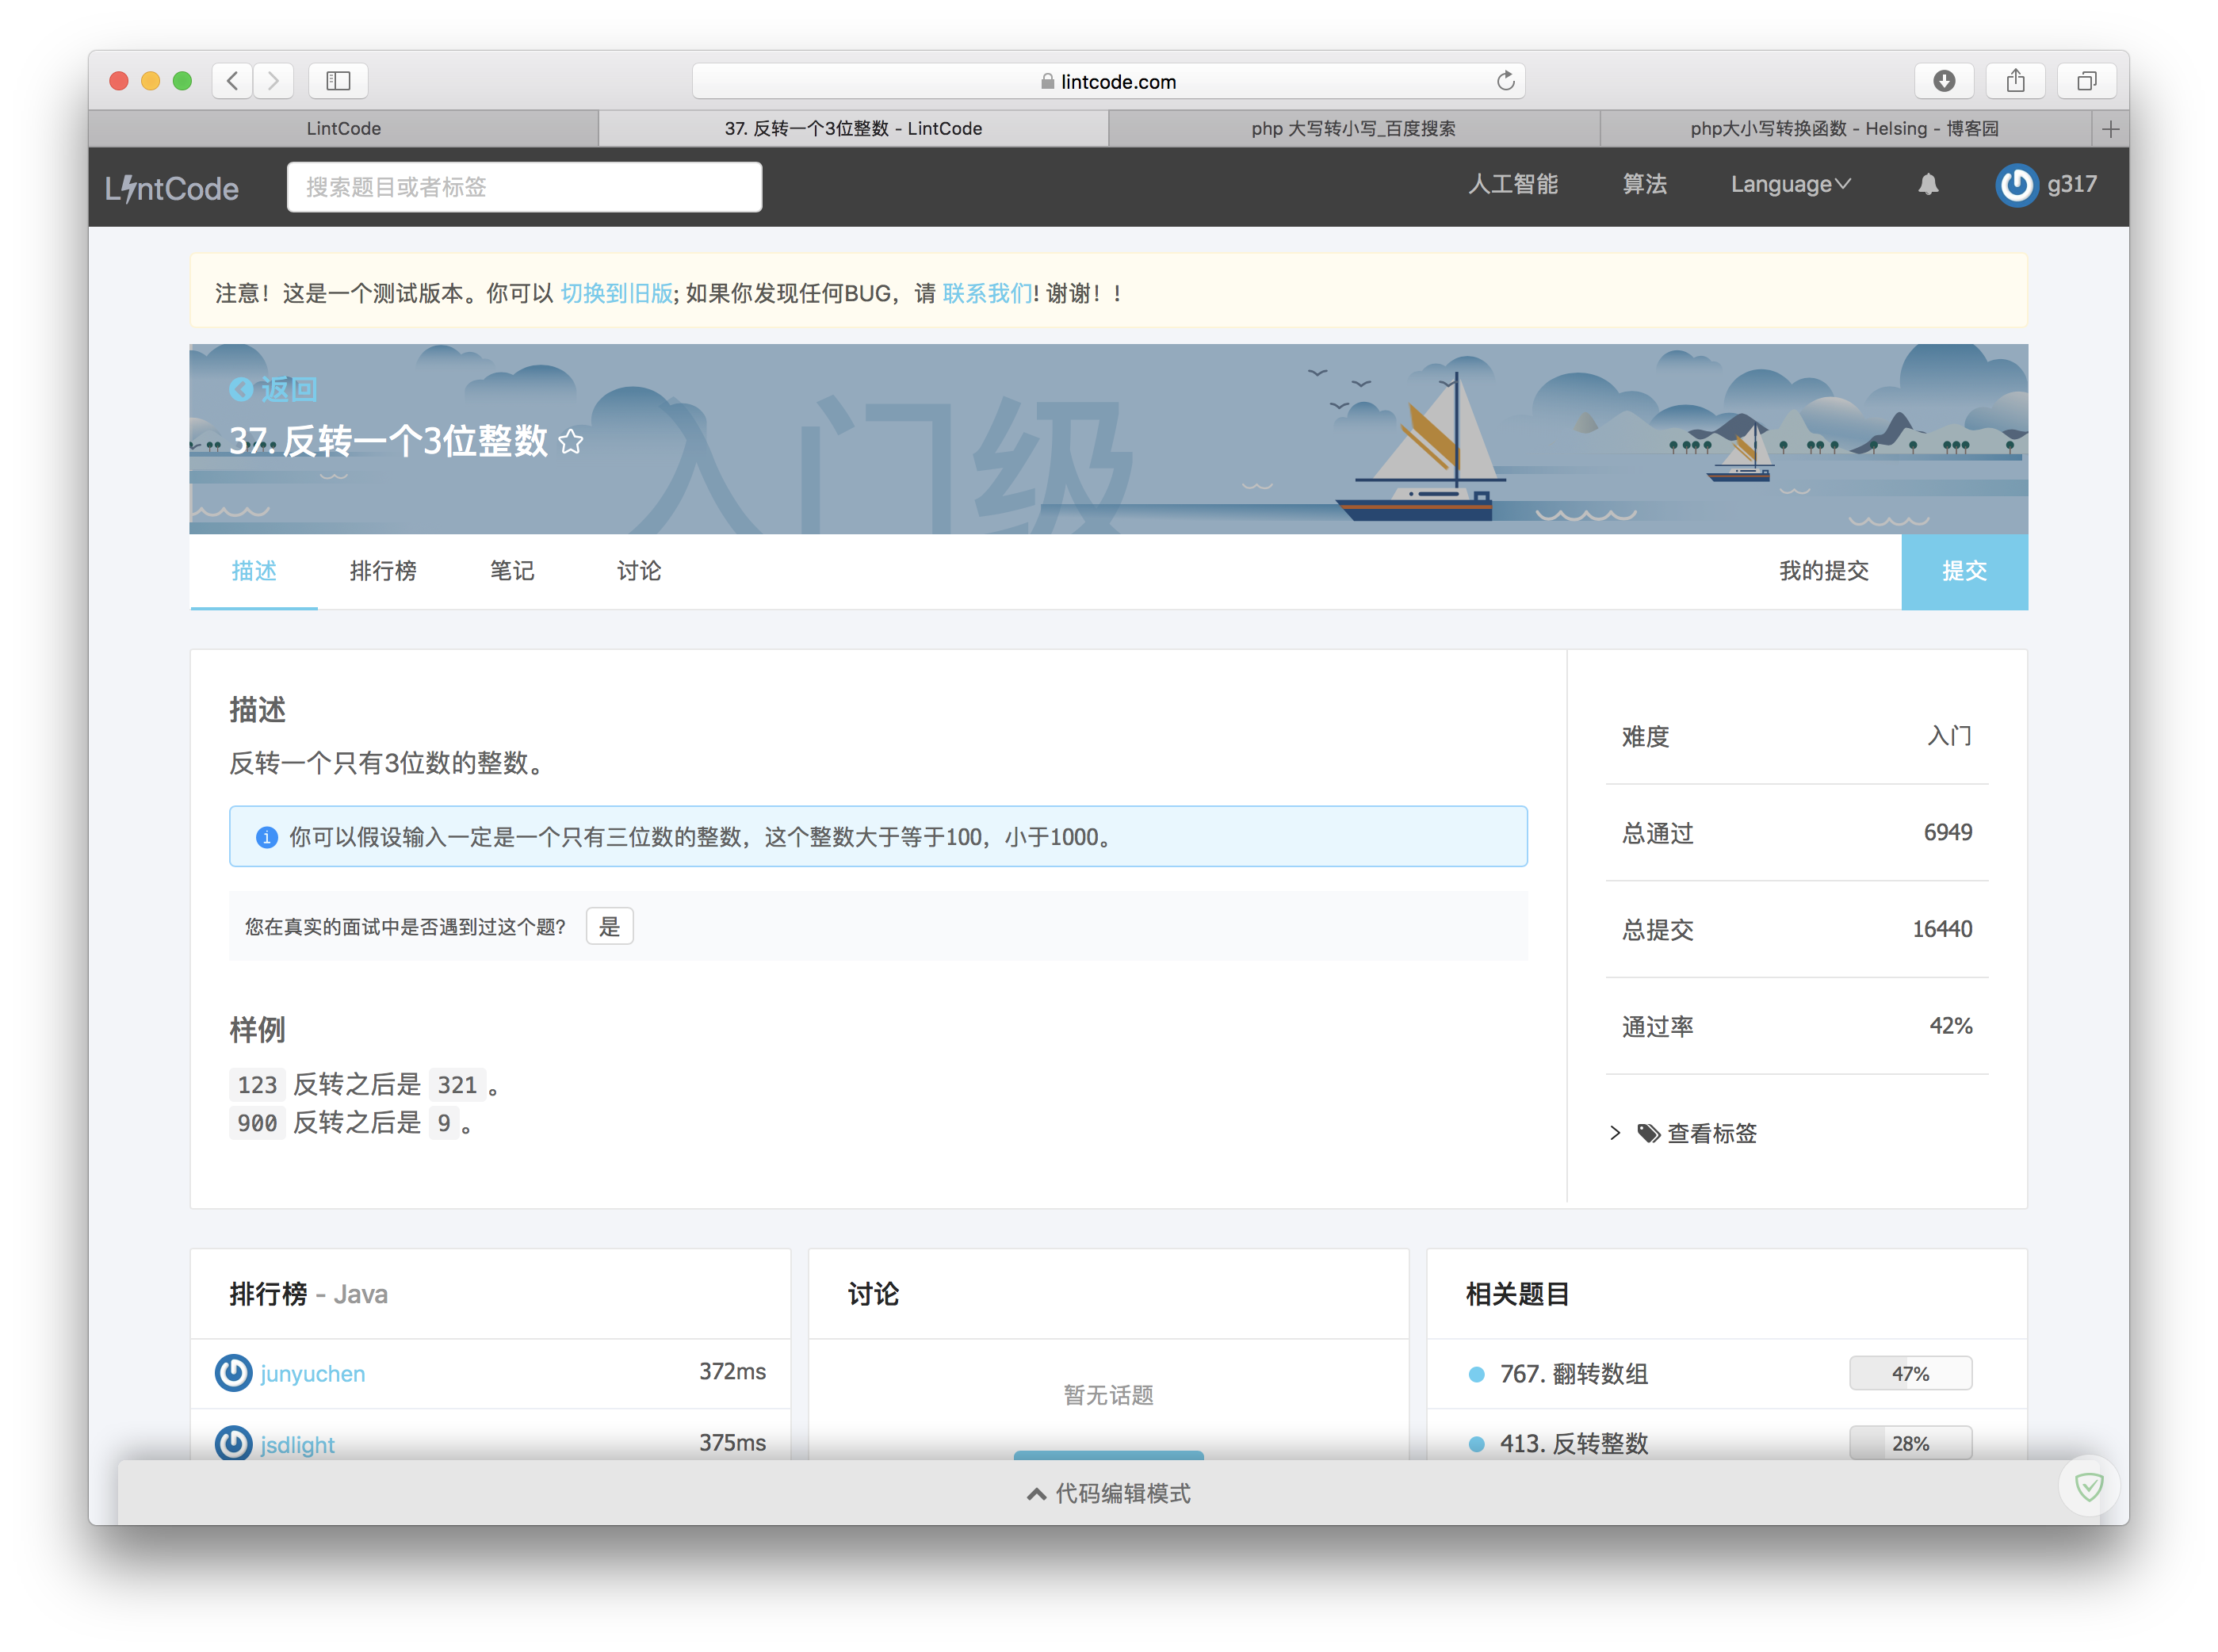 lintcode.com
LintCode
37. 反转一个3位整数 - LintCode
php 大写转小写_百度搜索
php大小写转换函数 - Helsing - 博客园
LintCode
搜索题目或者标签
人工智能
算法
Language
g317
注意！这是一个测试版本。你可以 切换到旧版; 如果你发现任何BUG，请 联系我们! 谢谢！!
返回
入门级
37. 反转一个3位整数
描述
排行榜
笔记
讨论
我的提交
提交
描述
反转一个只有3位数的整数。
你可以假设输入一定是一个只有三位数的整数，这个整数大于等于100，小于1000。
您在真实的面试中是否遇到过这个题? 是
样例
123 反转之后是 321 。
900 反转之后是 9 。
难度 入门
总通过 6949
总提交 16440
通过率 42%
查看标签
排行榜 - Java
junyuchen 372ms
jsdlight 375ms
讨论
暂无话题
相关题目
767. 翻转数组 47%
413. 反转整数 28%
代码编辑模式